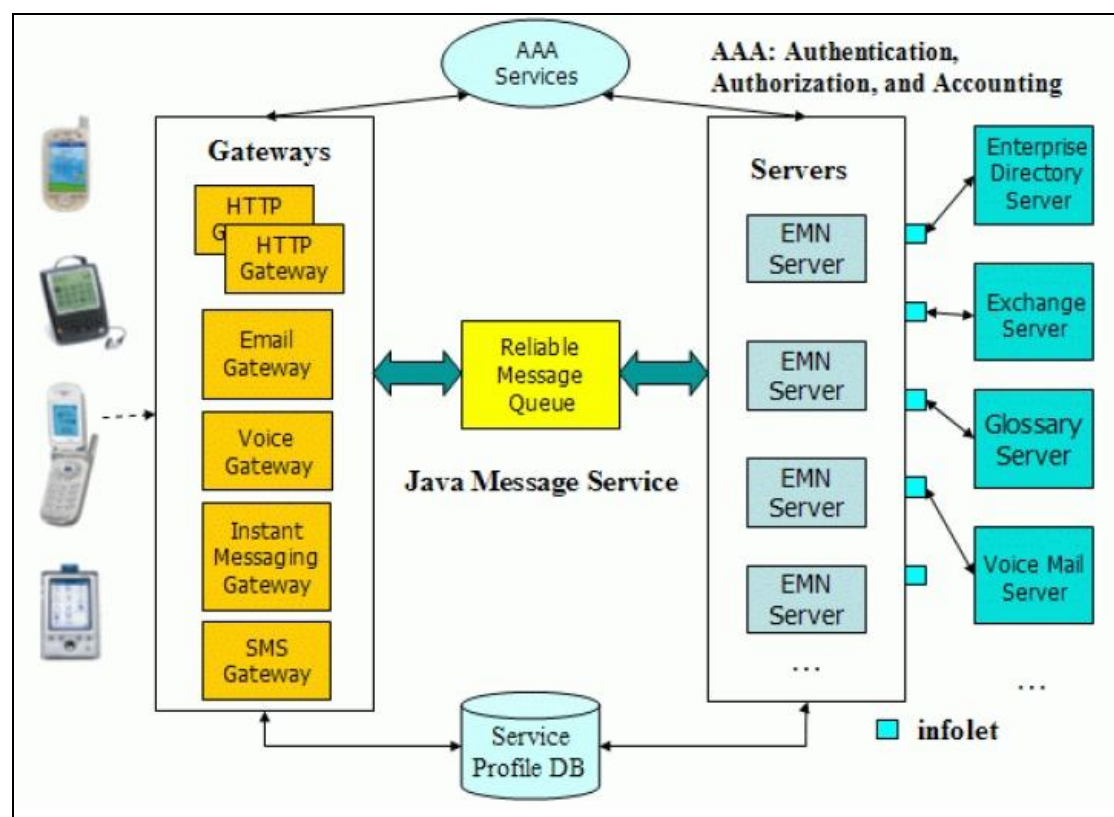 AAA
Services
AAA: Authentication,
Authorization, and Accounting
Gateways
HTTP
G
HTTP
Gateway
Email
Gateway
Voice
Gateway
Instant
Messaging
Gateway
SMS
Gateway
Reliable
Message
Queue
Java Message Service
Service
Profile DB
Servers
EMN
Server
EMN
Server
EMN
Server
EMN
Server
...
Enterprise
Directory
Server
Exchange
Server
Glossary
Server
Voice Mail
Server
...
infolet